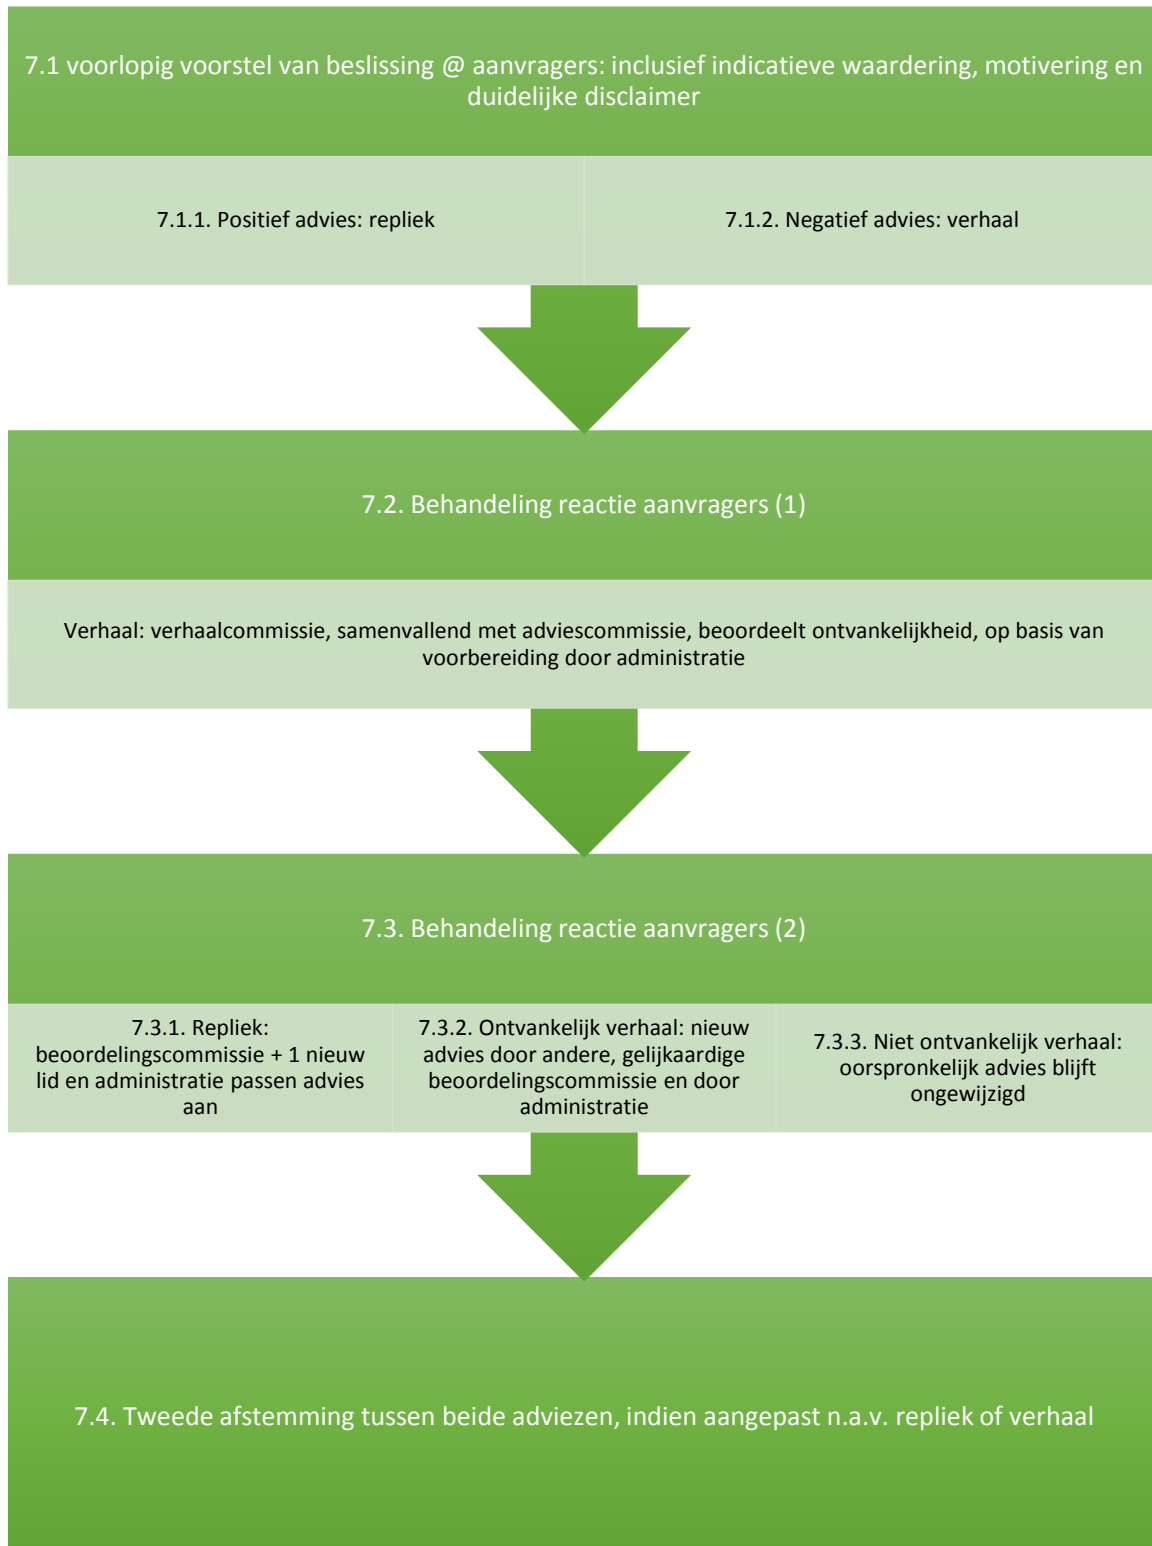 7.1 voorlopig voorstel van beslissing @ aanvragers: inclusief indicatieve waardering, motivering en
duidelijke disclaimer
7.1.1. Positief advies: repliek
7.1.2. Negatief advies: verhaal
7.2. Behandeling reactie aanvragers (1)
Verhaal: verhaalcommissie, samenvallend met adviescommissie, beoordeelt ontvankelijkheid, op basis van
voorbereiding door administratie
7.3. Behandeling reactie aanvragers (2)
7.3.1. Repliek:
beoordelingscommissie + 1 nieuw
lid en administratie passen advies
aan
7.3.2. Ontvankelijk verhaal: nieuw
advies door andere, gelijkaardige
beoordelingscommissie en door
administratie
7.3.3. Niet ontvankelijk verhaal:
oorspronkelijk advies blijft
ongewijzigd
7.4. Tweede afstemming tussen beide adviezen, indien aangepast n.a.v. repliek of verhaal